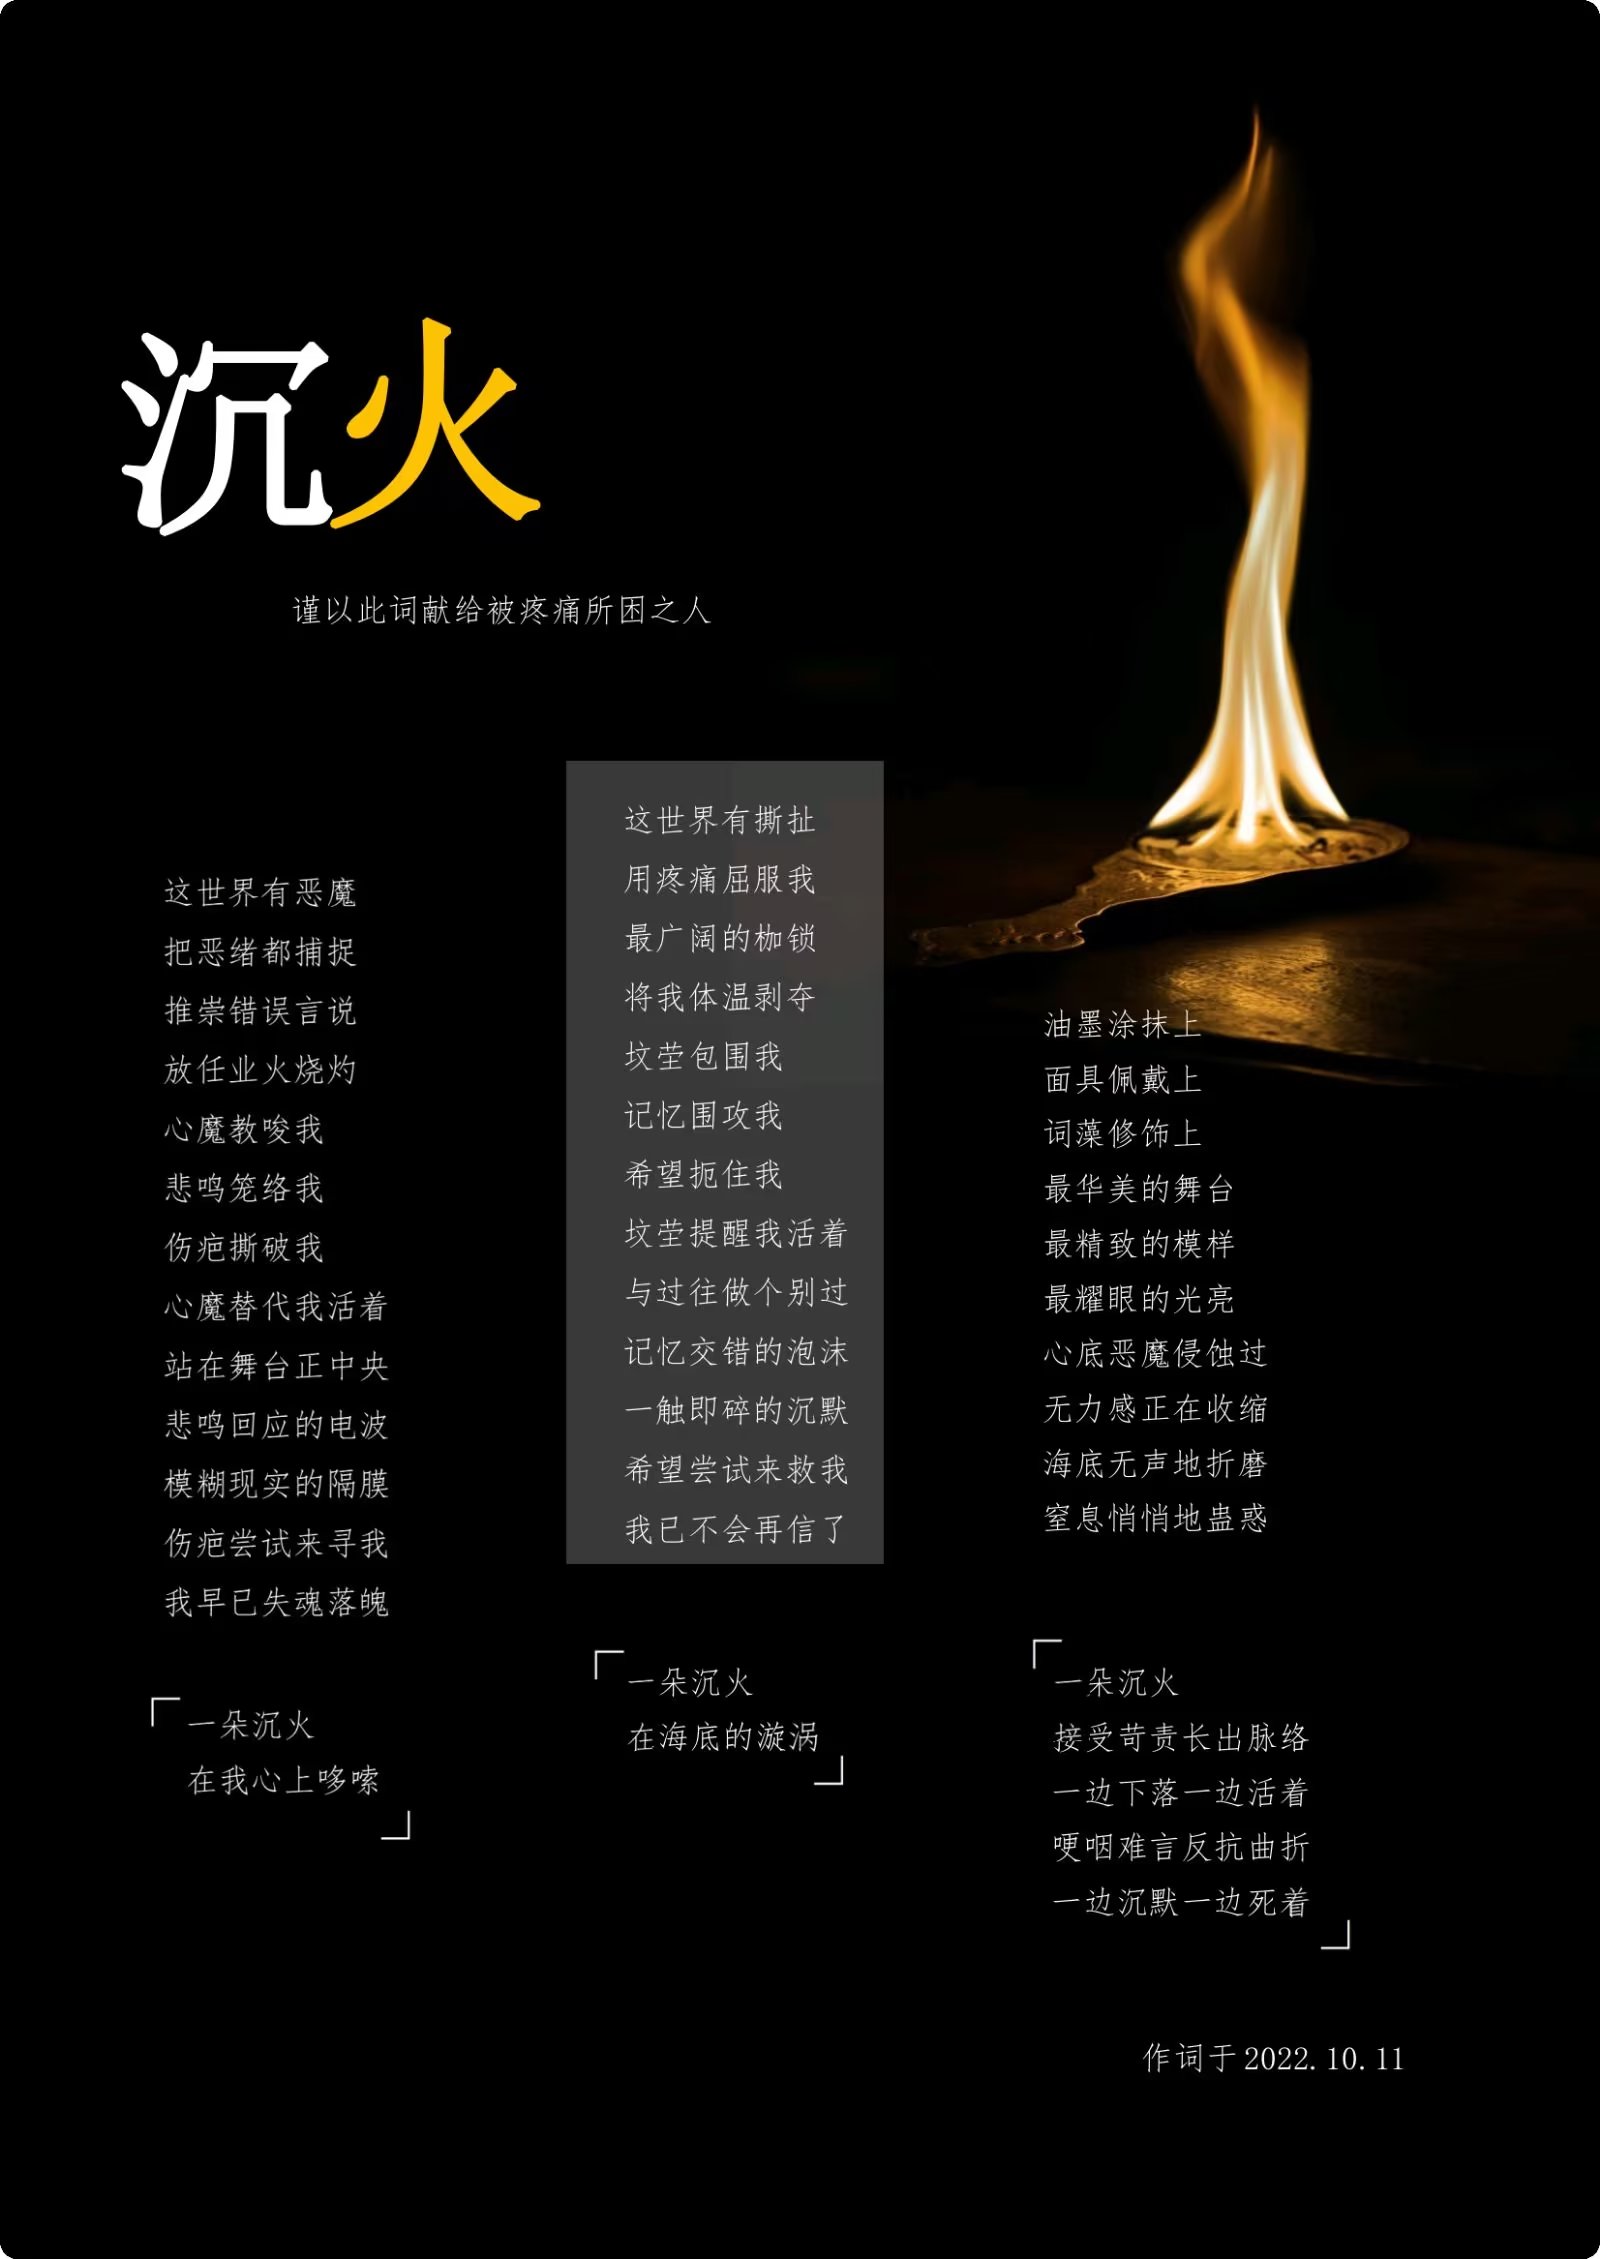 沉火
谨以此词献给被疼痛所困之人
这世界有恶魔
把恶绪都捕捉
推崇错误言说
放任业火烧灼
心魔教唆我
悲鸣笼络我
伤疤撕破我
心魔替代我活着
站在舞台正中央
悲鸣回应的电波
模糊现实的隔膜
伤疤尝试来寻我
我早已失魂落魄
「一朵沉火
在我心上哆嗦」
这世界有撕扯
用疼痛屈服我
最广阔的枷锁
将我体温剥夺
坟茔包围我
记忆围攻我
希望扼住我
坟茔提醒我活着
与过往做个别过
记忆交错的泡沫
一触即碎的沉默
希望尝试来救我
我已不会再信了
「一朵沉火
在海底的漩涡」
油墨涂抹上
面具佩戴上
词藻修饰上
最华美的舞台
最精致的模样
最耀眼的光亮
心底恶魔侵蚀过
无力感正在收缩
海底无声地折磨
窒息悄悄地蛊惑
「一朵沉火
接受苛责长出脉络
一边下落一边活着
哽咽难言反抗曲折
一边沉默一边死着」
作词于2022.10.11